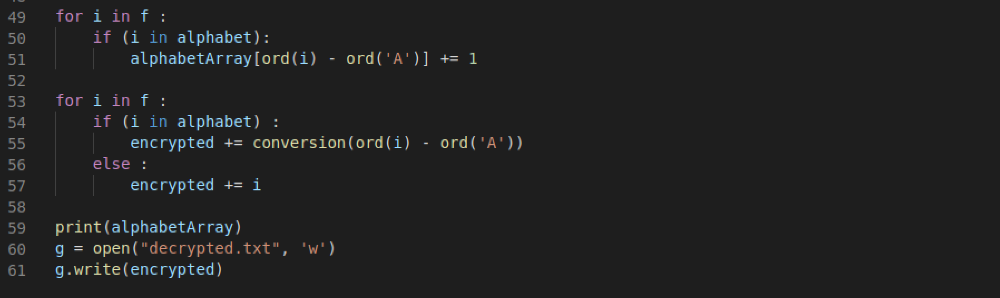 49 for i in f :
50     if (i in alphabet):
51         alphabetArray[ord(i) - ord('A')] += 1
52
53 for i in f :
54     if (i in alphabet) :
55         encrypted += conversion(ord(i) - ord('A'))
56     else :
57         encrypted += i
58
59 print(alphabetArray)
60 g = open("decrypted.txt", 'w')
61 g.write(encrypted)